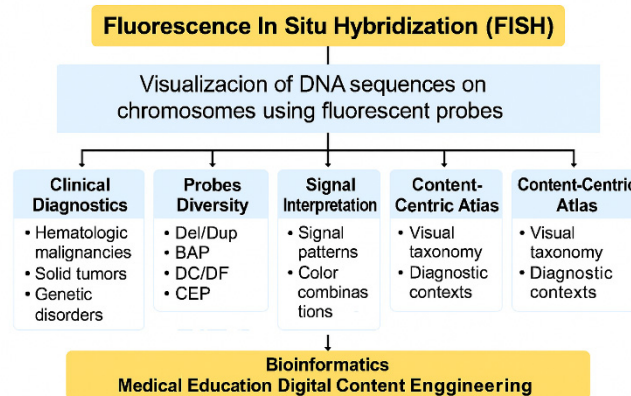 Fluorescence In Situ Hybridization (FISH)
Visualizacion of DNA sequences on
chromosomes using fluorescent probes
Clinical
Diagnostics
• Hematologic
malignancies
• Solid tumors
• Genetic
disorders
Probes
Diversity
• Del/Dup
• BAP
• DC/DF
• CEP
Signal
Interpretation
• Signal
patterns
• Color
combinas
tions
Content-
Centric Atlas
• Visual
taxonomy
• Diagnostic
contexts
Content-Centric
Atlas
• Visual
taxonomy
• Diagnostic
contexts
Bioinformatics
Medical Education Digital Content Enggineering